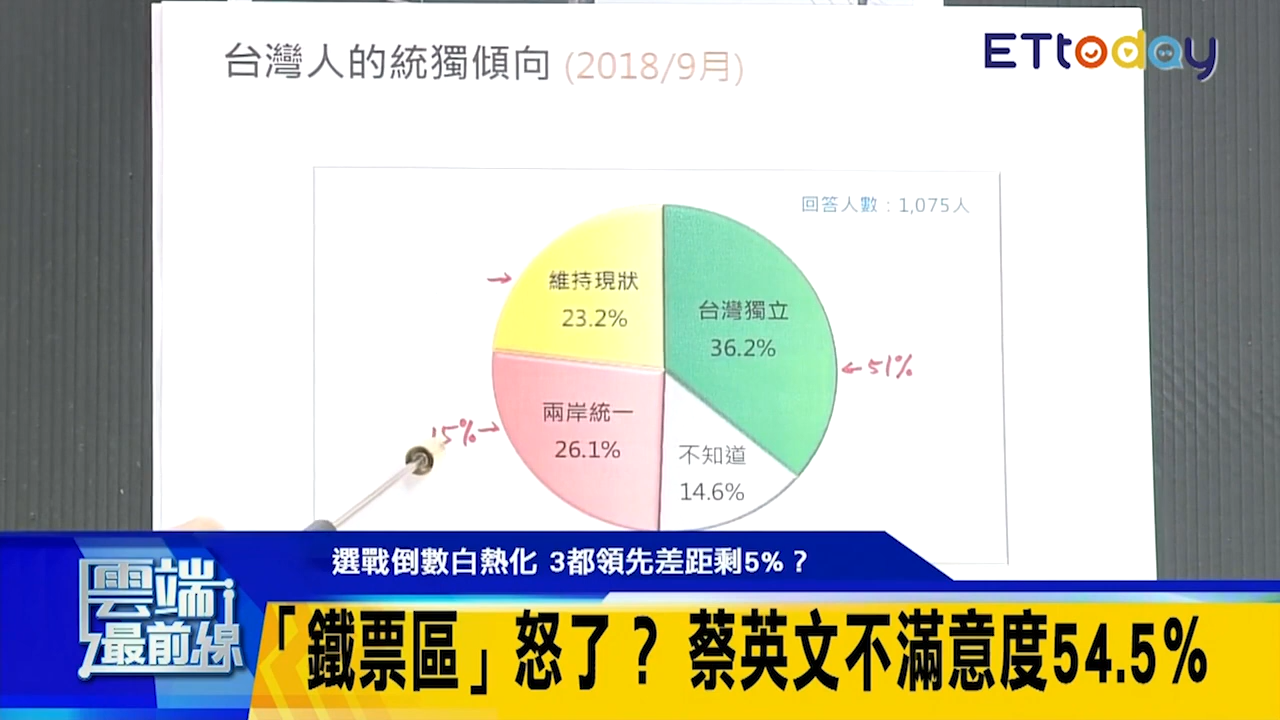 台灣人的統獨傾向 (2018/9月)
ETtoday
回答人數：1,075人
維持現狀
23.2%
台灣獨立
36.2%
←51%
兩岸統一
26.1%
15%→
不知道
14.6%
選戰倒數白熱化 3都領先差距剩5%？
雲端最前線
「鐵票區」怒了？ 蔡英文不滿意度54.5%